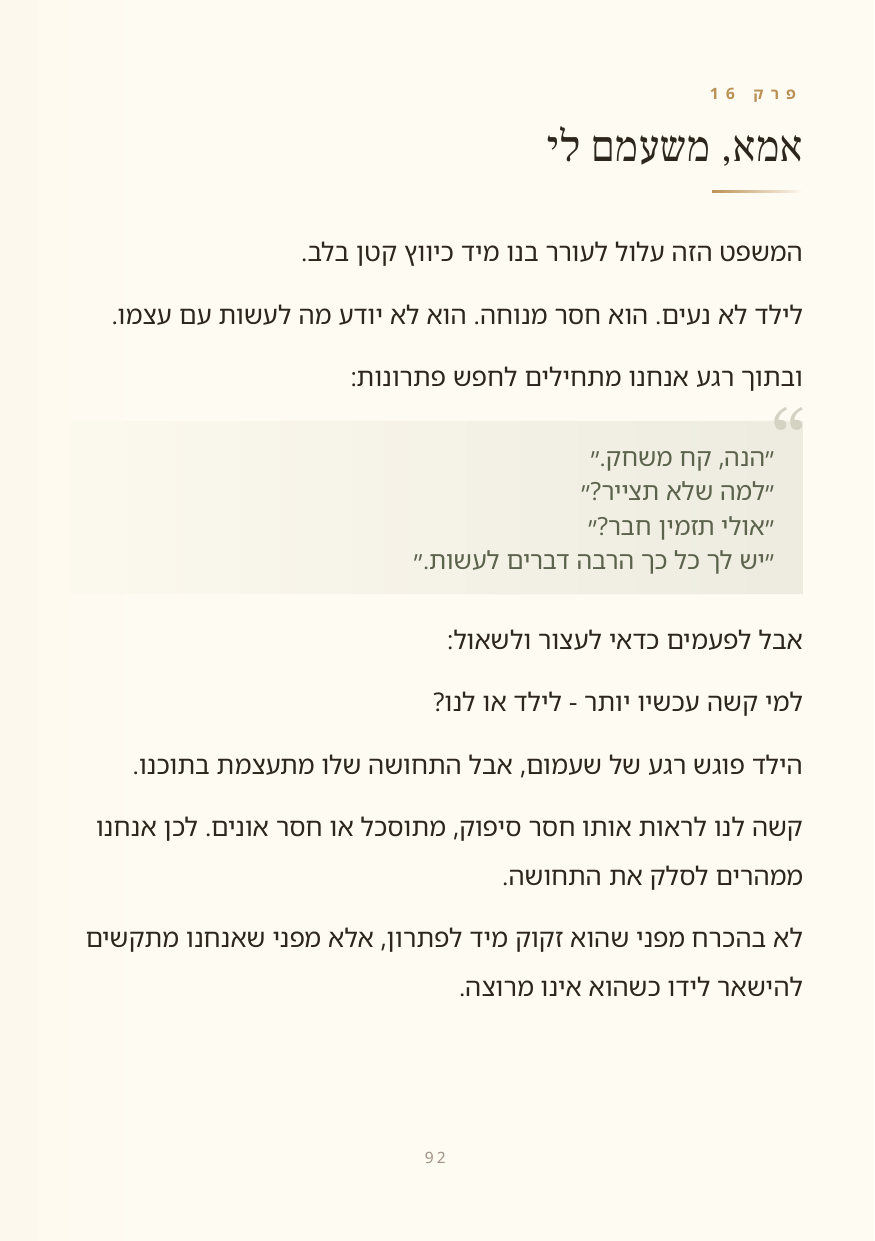 פרק 16
אמא, משעמם לי
המשפט הזה עלול לעורר בנו מיד כיווץ קטן בלב.
לילד לא נעים. הוא חסר מנוחה. הוא לא יודע מה לעשות עם עצמו.
ובתוך רגע אנחנו מתחילים לחפש פתרונות:
“
״הנה, קח משחק.״
״למה שלא תצייר?״
״אולי תזמין חבר?״
״יש לך כל כך הרבה דברים לעשות.״
אבל לפעמים כדאי לעצור ולשאול:
למי קשה עכשיו יותר - לילד או לנו?
הילד פוגש רגע של שעמום, אבל התחושה שלו מתעצמת בתוכנו.
קשה לנו לראות אותו חסר סיפוק, מתוסכל או חסר אונים. לכן אנחנו
ממהרים לסלק את התחושה.
לא בהכרח מפני שהוא זקוק מיד לפתרון, אלא מפני שאנחנו מתקשים
להישאר לידו כשהוא אינו מרוצה.
92